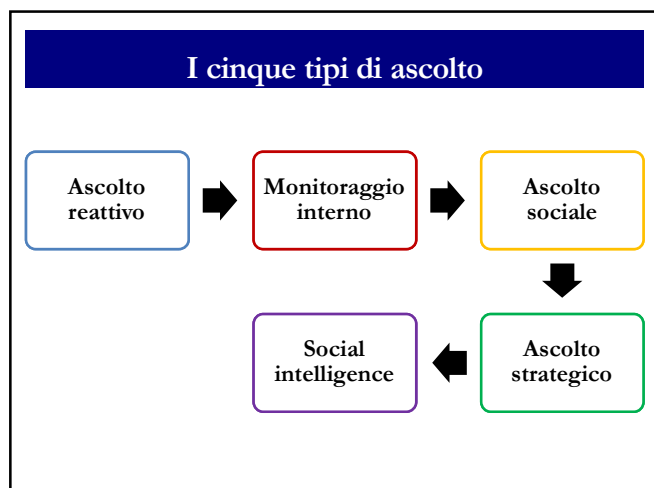 I cinque tipi di ascolto
Ascolto
reattivo
Monitoraggio
interno
Ascolto
sociale
Ascolto
strategico
Social
intelligence